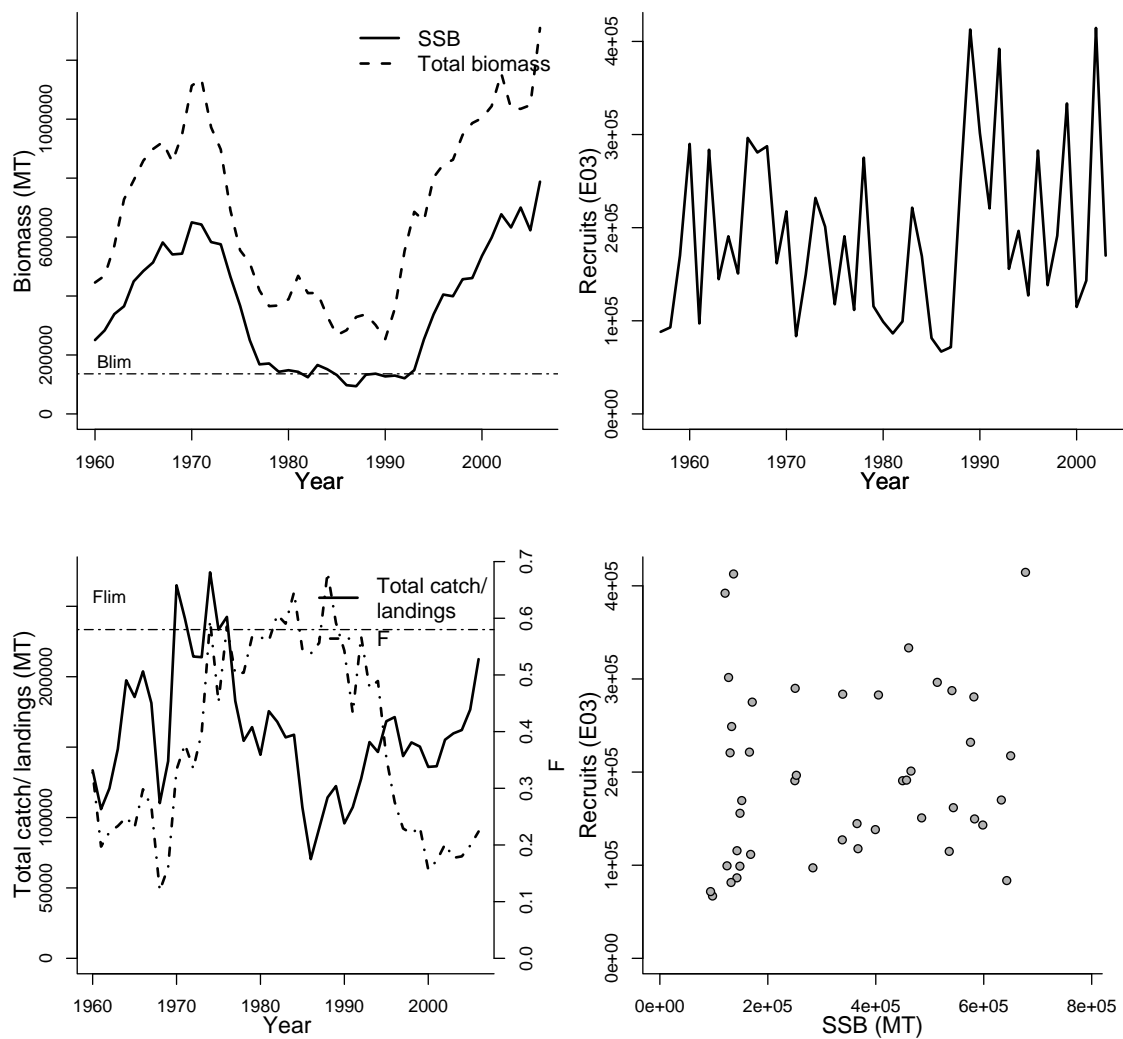 SSB
Total biomass
Biomass (MT)
0
200000
600000
1000000
Blim
1960 1970 1980 1990 2000
Year
Recruits (E03)
0e+00
1e+05
2e+05
3e+05
4e+05
1960 1970 1980 1990 2000
Year
Flim
Total catch/
landings
F
Total catch/ landings (MT)
0
50000
100000
200000
F
0.0
0.1
0.2
0.3
0.4
0.5
0.6
0.7
1960 1970 1980 1990 2000
Year
Recruits (E03)
0e+00
1e+05
2e+05
3e+05
4e+05
0e+00 2e+05 4e+05 6e+05 8e+05
SSB (MT)